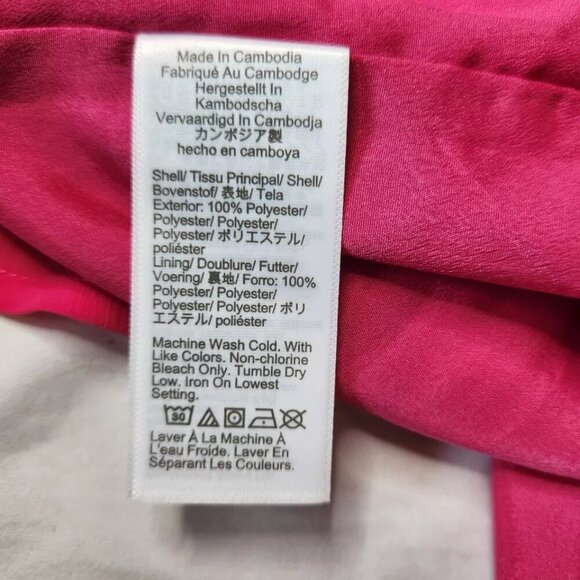 Made In Cambodia
Fabriqué Au Cambodge
Hergestellt In
Kambodscha
Vervaardigd In Cambodja
カンボジア製
hecho en camboya
Shell/ Tissu Principal/ Shell/
Bovenstof/ 表地/ Tela
Exterior: 100% Polyester/
Polyester/ Polyester/
Polyester/ ポリエステル/
poliéster
Lining/ Doublure/ Futter/
Voering/ 裏地/ Forro: 100%
Polyester/ Polyester/
Polyester/ Polyester/ ポリ
エステル/ poliéster
Machine Wash Cold. With
Like Colors. Non-chlorine
Bleach Only. Tumble Dry
Low. Iron On Lowest
Setting.
30
Laver À La Machine À
L'eau Froide. Laver En
Séparant Les Couleurs.